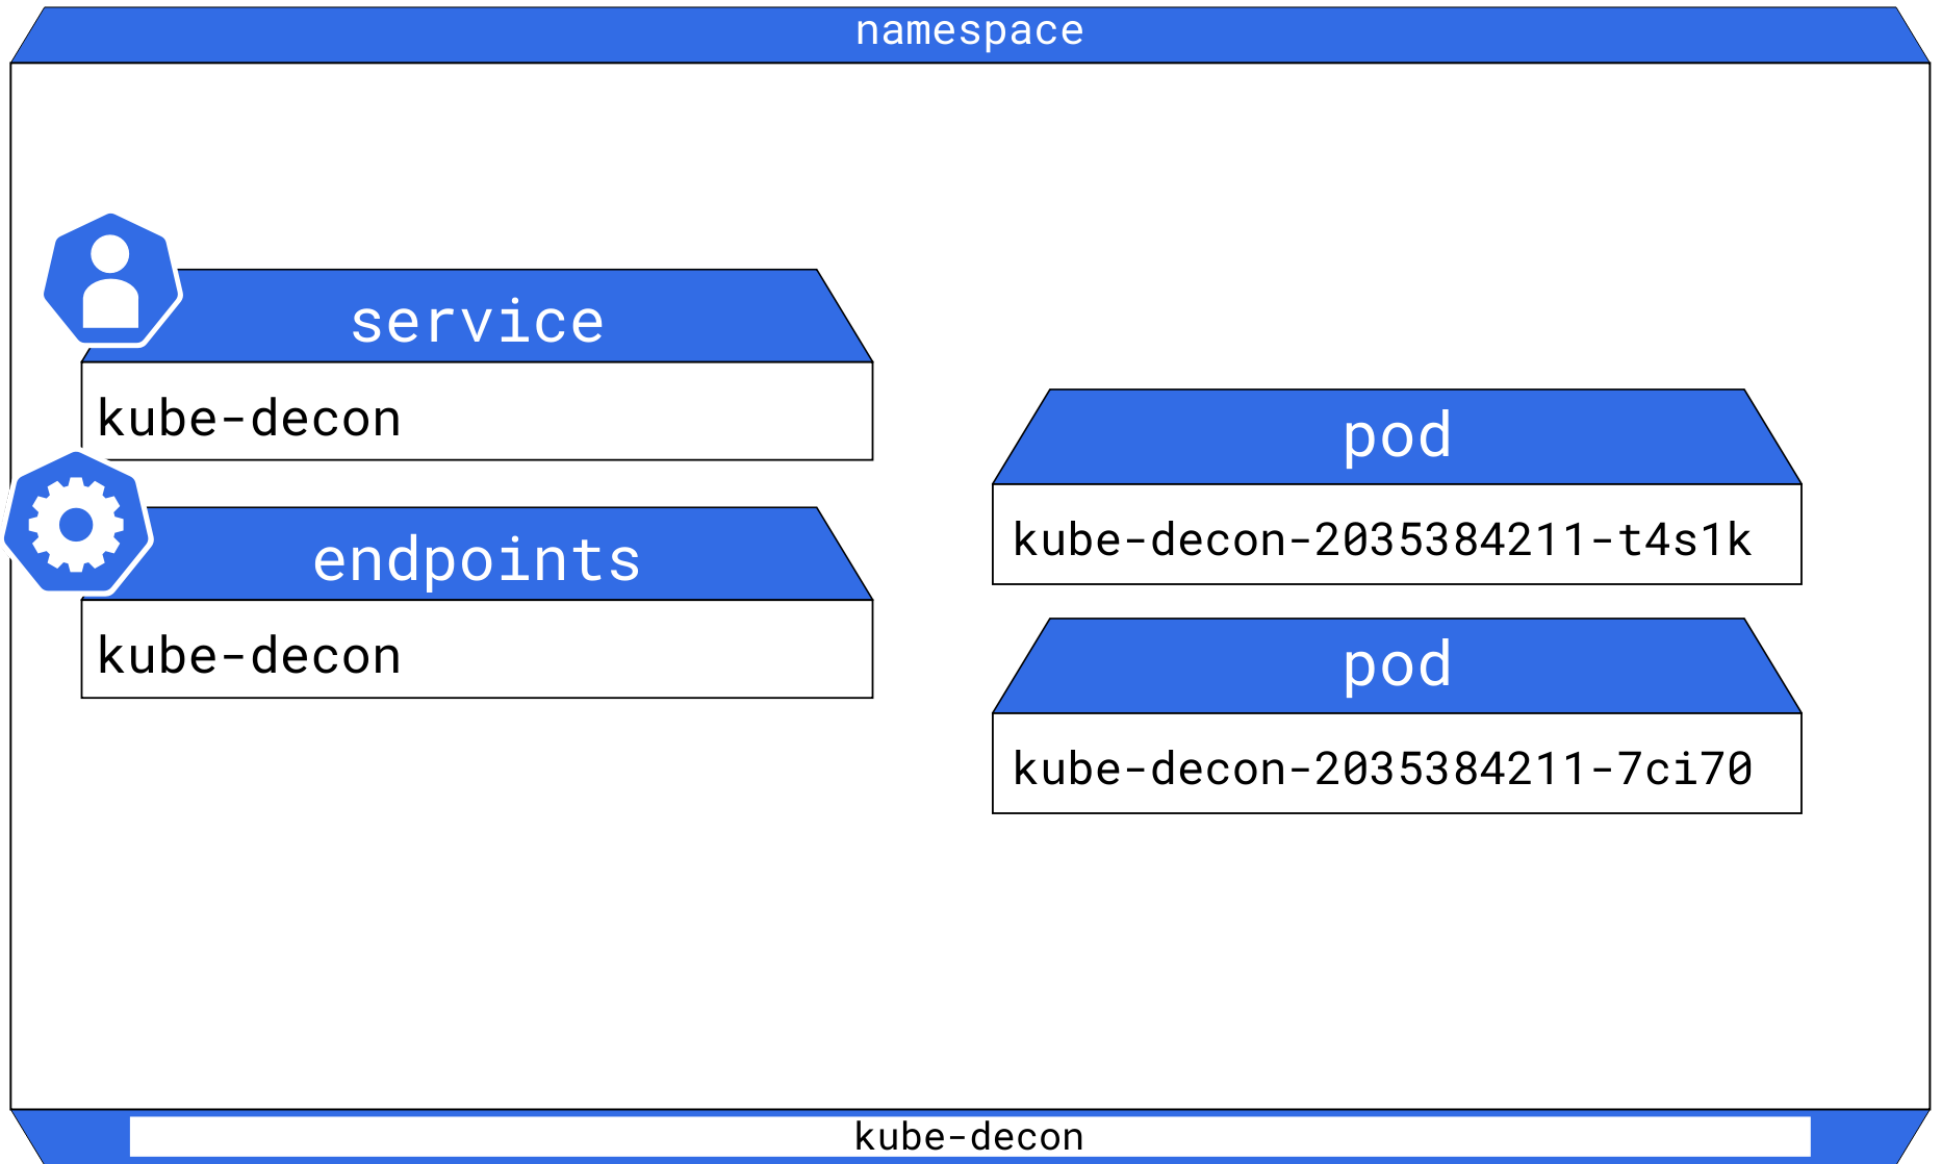 namespace
service
kube-decon
endpoints
kube-decon
pod
kube-decon-2035384211-t4s1k
pod
kube-decon-2035384211-7ci70
kube-decon